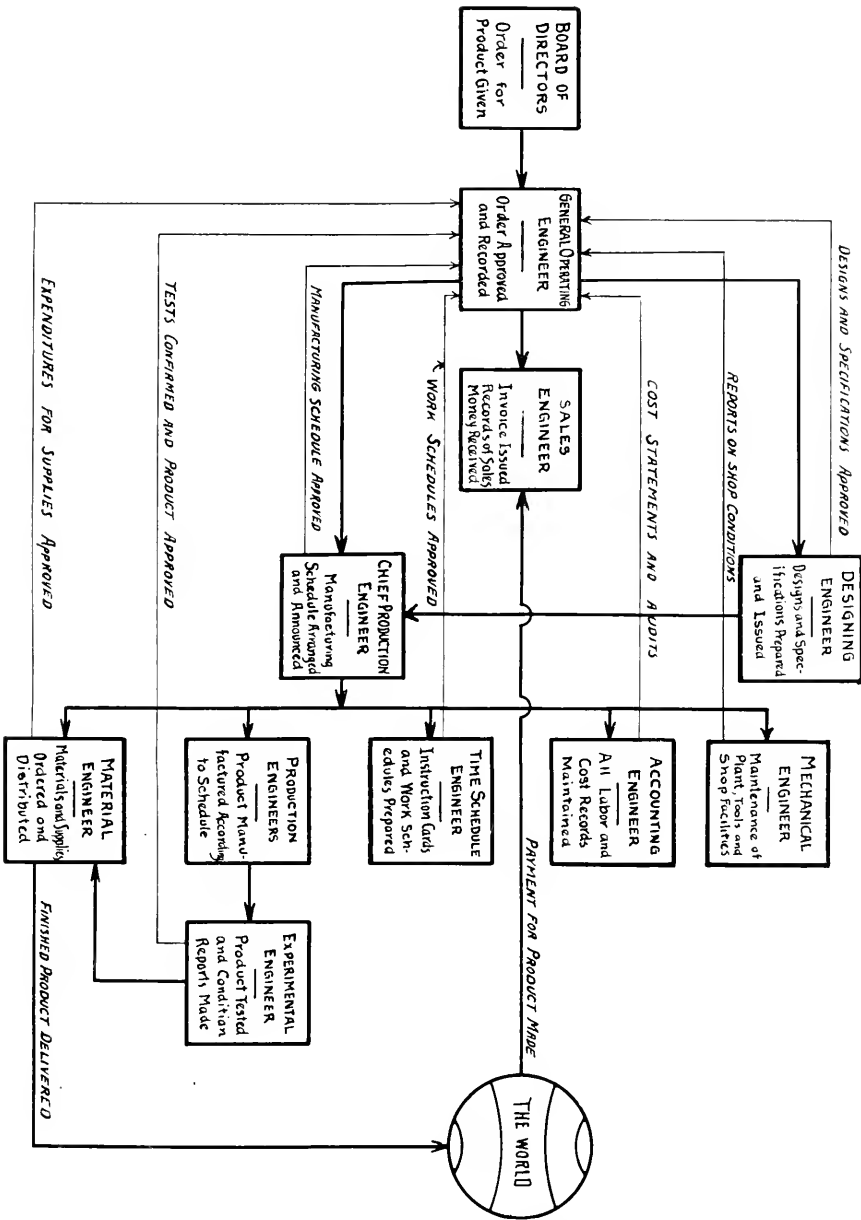 BOARD OF
DIRECTORS
Order for
Product Given
GENERAL OPERATING
ENGINEER
Order Approved
and Recorded
SALES
ENGINEER
Invoice Issued
Records of Sales
Money Received
DESIGNING
ENGINEER
Designs and Spec-
ifications Prepared
and Issued
CHIEF PRODUCTION
ENGINEER
Manufacturing
Schedule Arranged
and Announced
MECHANICAL
ENGINEER
Maintenance of
Plant, Tools and
Shop Facilities
ACCOUNTING
ENGINEER
All Labor and
Cost Records
Maintained
TIME SCHEDULE
ENGINEER
Instruction Cards
and Work Sch-
edules Prepared
PRODUCTION
ENGINEERS
Product Manu-
factured According
to Schedule
MATERIAL
ENGINEER
Materials and Supplies
Ordered and
Distributed
EXPERIMENTAL
ENGINEER
Product Tested
and Condition
Reports Made
THE WORLD
DESIGNS AND SPECIFICATIONS APPROVED
REPORTS ON SHOP CONDITIONS
COST STATEMENTS AND AUDITS
WORK SCHEDULES APPROVED
MANUFACTURING SCHEDULE APPROVED
TESTS CONFIRMED AND PRODUCT APPROVED
EXPENDITURES FOR SUPPLIES APPROVED
PAYMENT FOR PRODUCT MADE
FINISHED PRODUCT DELIVERED